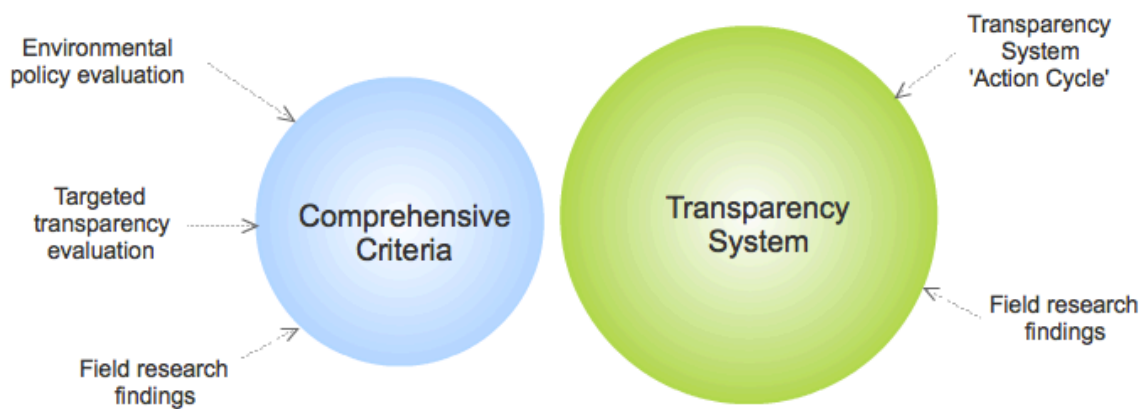 Environmental
policy evaluation
Targeted
transparency
evaluation
Field research
findings
Comprehensive
Criteria
Transparency
System
Transparency
System
'Action Cycle'
Field research
findings